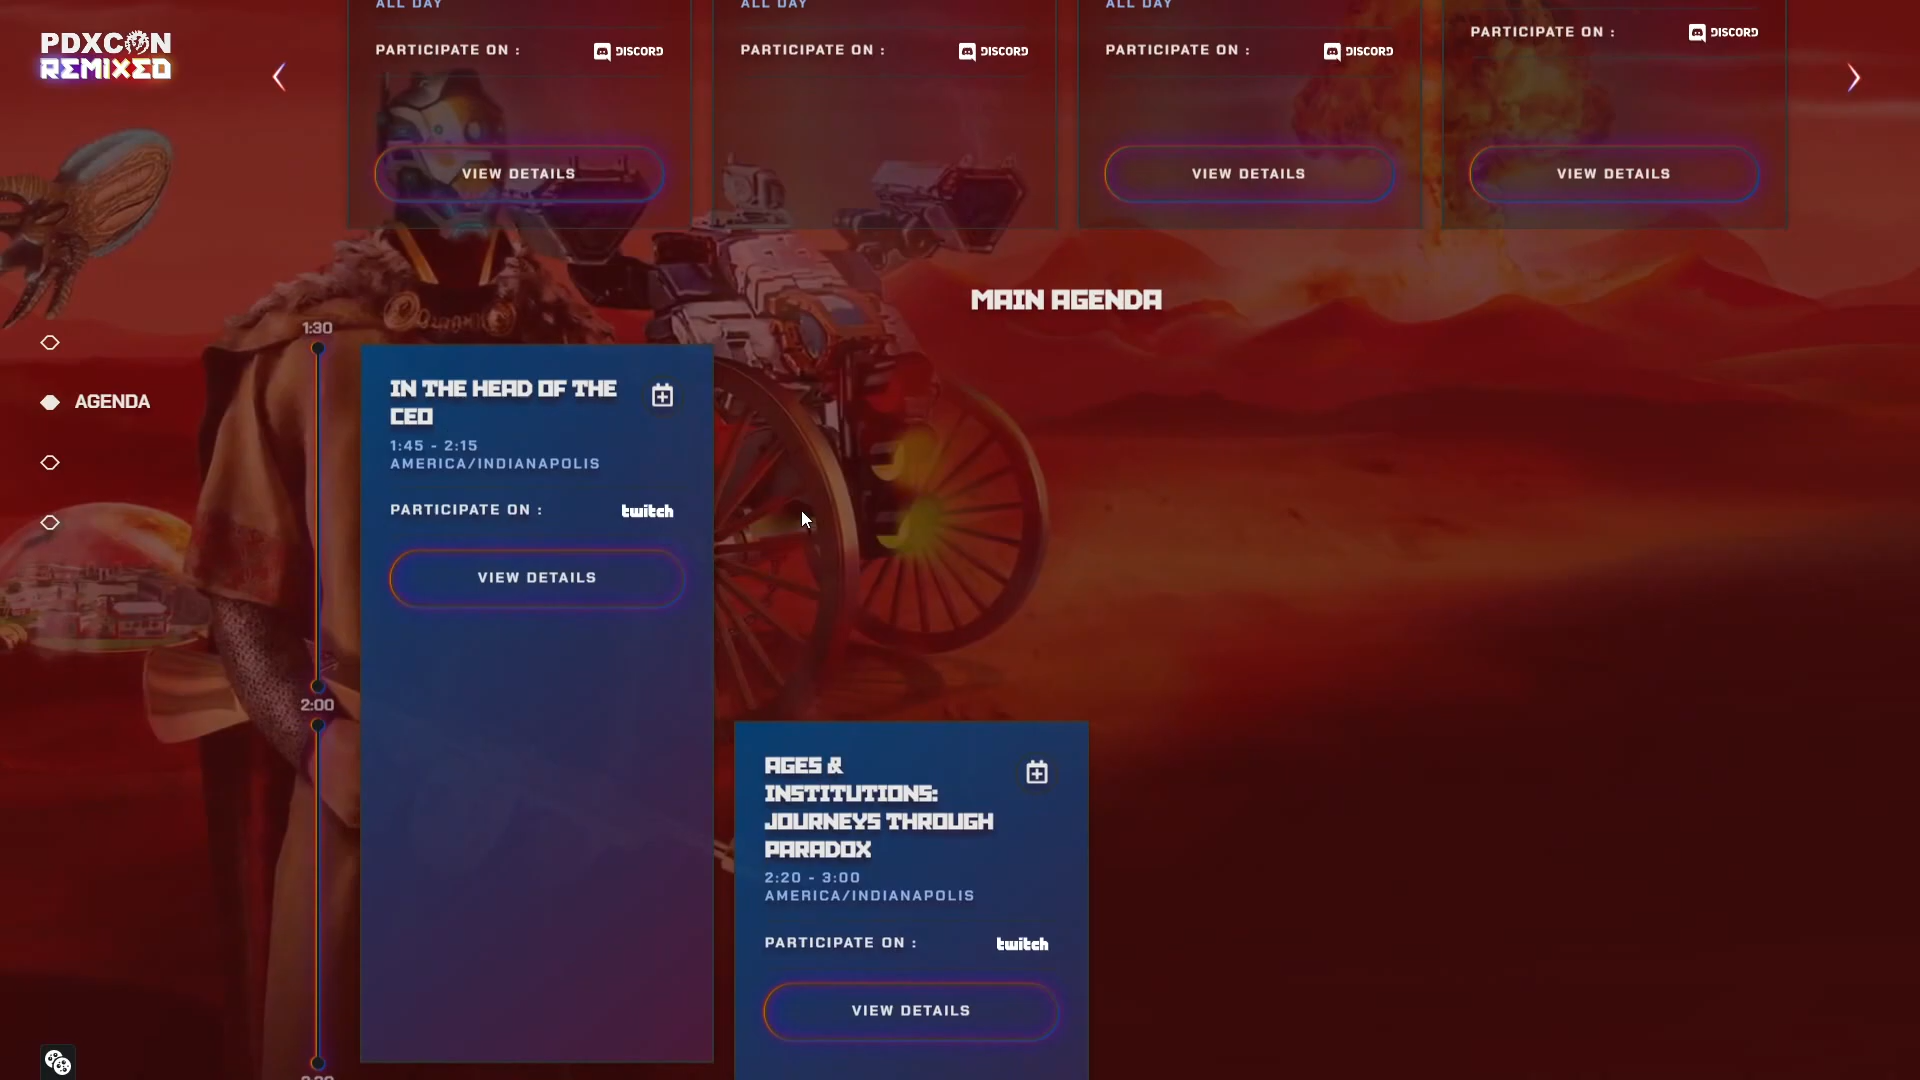 PDXCON
REMIXED
ALL DAY
PARTICIPATE ON :
DISCORD
VIEW DETAILS
ALL DAY
PARTICIPATE ON :
DISCORD
ALL DAY
PARTICIPATE ON :
DISCORD
VIEW DETAILS
PARTICIPATE ON :
DISCORD
VIEW DETAILS
MAIN AGENDA
AGENDA
1:30
IN THE HEAD OF THE
CEO
1:45 - 2:15
AMERICA/INDIANAPOLIS
PARTICIPATE ON :
twitch
VIEW DETAILS
2:00
AGES &
INSTITUTIONS:
JOURNEYS THROUGH
PARADOX
2:20 - 3:00
AMERICA/INDIANAPOLIS
PARTICIPATE ON :
twitch
VIEW DETAILS